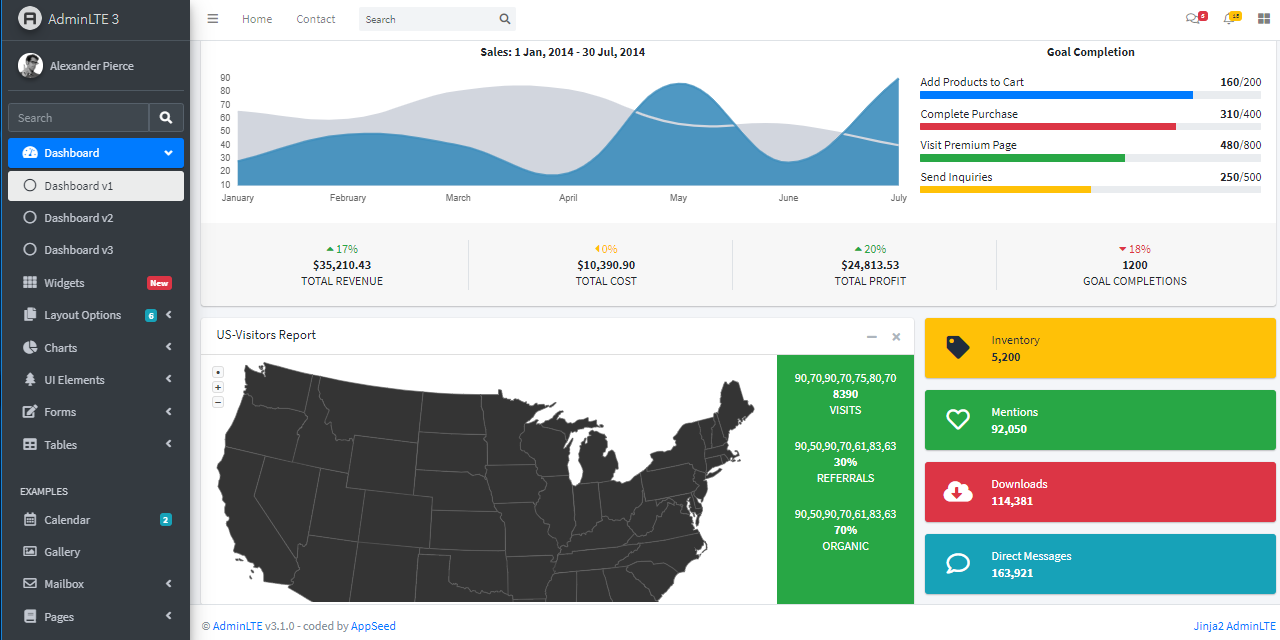 AdminLTE 3
Alexander Pierce
Search
Dashboard
Dashboard v1
Dashboard v2
Dashboard v3
Widgets New
Layout Options 6
Charts
UI Elements
Forms
Tables
EXAMPLES
Calendar 2
Gallery
Mailbox
Pages
Home Contact Search
5 15
Sales: 1 Jan, 2014 - 30 Jul, 2014
90
80
70
60
50
40
30
20
10
January February March April May June July
Goal Completion
Add Products to Cart 160/200
Complete Purchase 310/400
Visit Premium Page 480/800
Send Inquiries 250/500
17%
$35,210.43
TOTAL REVENUE
0%
$10,390.90
TOTAL COST
20%
$24,813.53
TOTAL PROFIT
18%
1200
GOAL COMPLETIONS
US-Visitors Report
90,70,90,70,75,80,70
8390
VISITS
90,50,90,70,61,83,63
30%
REFERRALS
90,50,90,70,61,83,63
70%
ORGANIC
Inventory
5,200
Mentions
92,050
Downloads
114,381
Direct Messages
163,921
© AdminLTE v3.1.0 - coded by AppSeed
Jinja2 AdminLTE